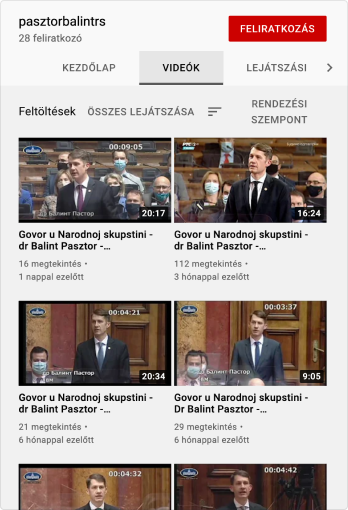 pasztorbalintrs
28 feliratkozó
FELIRATKOZÁS
KEZDŐLAP
VIDEÓK
LEJÁTSZÁSI
Feltöltések
ÖSSZES LEJÁTSZÁSA
RENDEZÉSI
SZEMPONT
00:09:05
Балинт Пастор
20:17
16:24
Govor u Narodnoj skupstini -
dr Balint Pasztor -...
16 megtekintés •
1 nappal ezelőtt
Govor u Narodnoj skupstini -
dr Balint Pasztor -...
112 megtekintés •
3 hónappal ezelőtt
00:04:21
др Балинт Пастор
20:34
00:03:37
др Балинт Пастор
9:05
Govor u Narodnoj skupstini -
dr Balint Pasztor -...
21 megtekintés •
6 hónappal ezelőtt
Govor u Narodnoj skupstini -
Dr Balint Pasztor -...
29 megtekintés •
6 hónappal ezelőtt
00:04:32
00:04:42